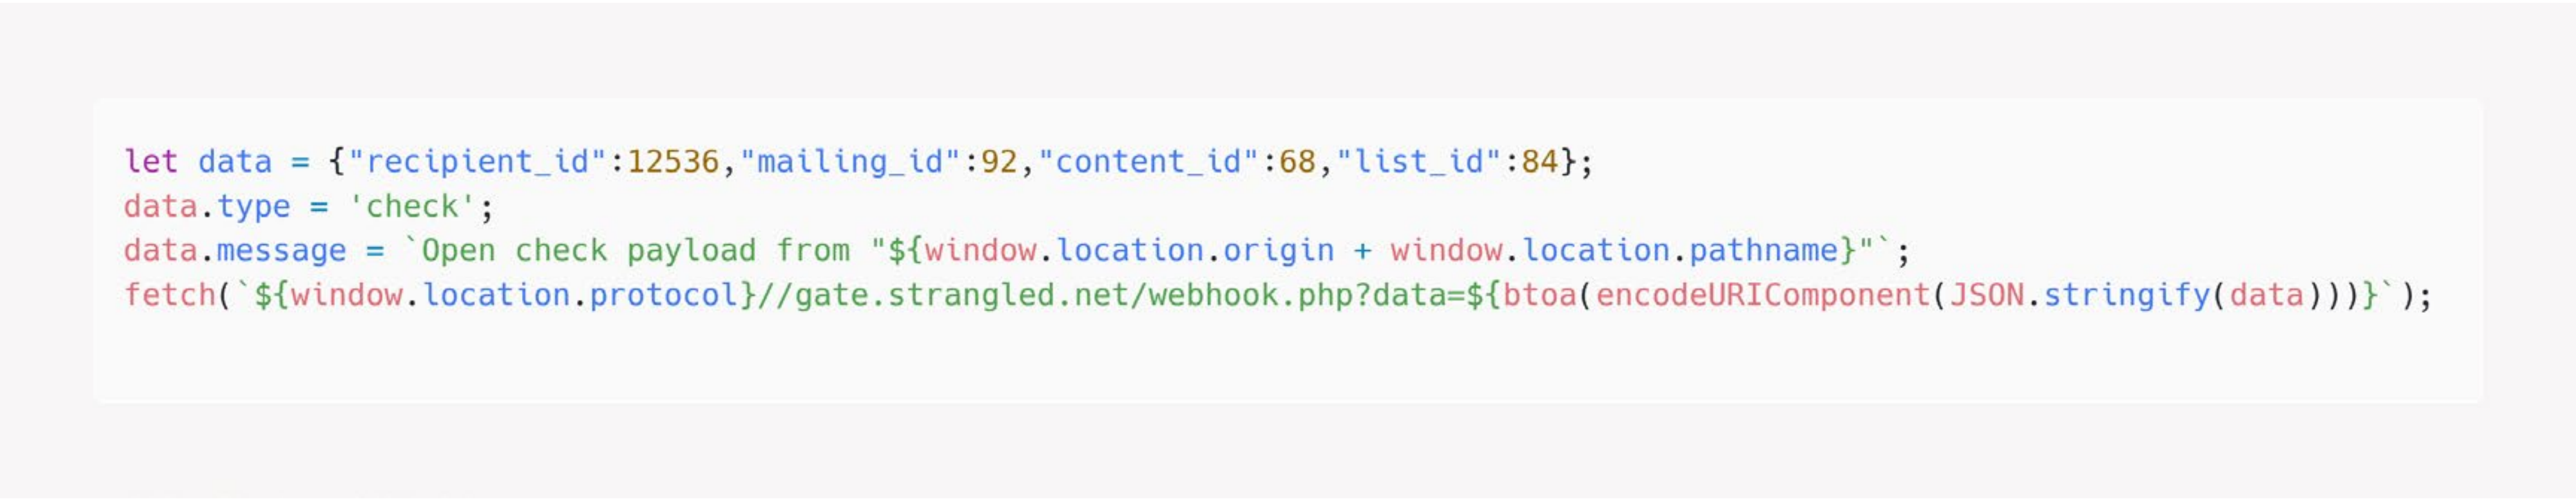 let data = {"recipient_id":12536,"mailing_id":92,"content_id":68,"list_id":84};
data.type = 'check';
data.message = `Open check payload from "${window.location.origin + window.location.pathname}"`;
fetch(`${window.location.protocol}//gate.strangled.net/webhook.php?data=${btoa(encodeURIComponent(JSON.stringify(data)))}`);